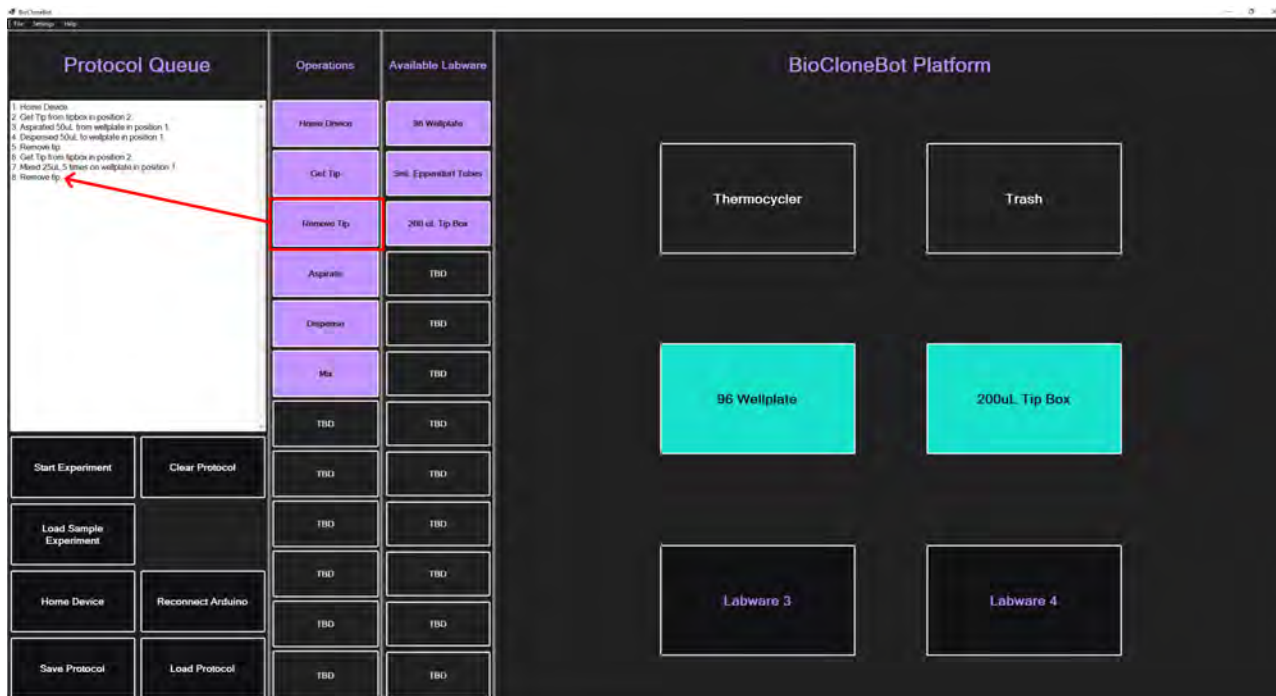 BioCloneBot
File Settings Help
Protocol Queue
1. Home Device
2. Get Tip from tipbox in position 2.
3. Aspirated 50uL from wellplate in position 1.
4. Dispensed 50uL to wellplate in position 1.
5. Remove tip
6. Get Tip from tipbox in position 2.
7. Mixed 25uL 5 times on wellplate in position 1
8. Remove tip.
Start Experiment
Clear Protocol
Load Sample
Experiment
Home Device
Reconnect Arduino
Save Protocol
Load Protocol
Operations
Home Device
Get Tip
Remove Tip
Aspirate
Dispense
Mix
TBD
TBD
TBD
TBD
TBD
TBD
Available Labware
96 Wellplate
5mL Eppendorf Tubes
200 uL Tip Box
TBD
TBD
TBD
TBD
TBD
TBD
TBD
TBD
TBD
BioCloneBot Platform
Thermocycler
Trash
96 Wellplate
200uL Tip Box
Labware 3
Labware 4